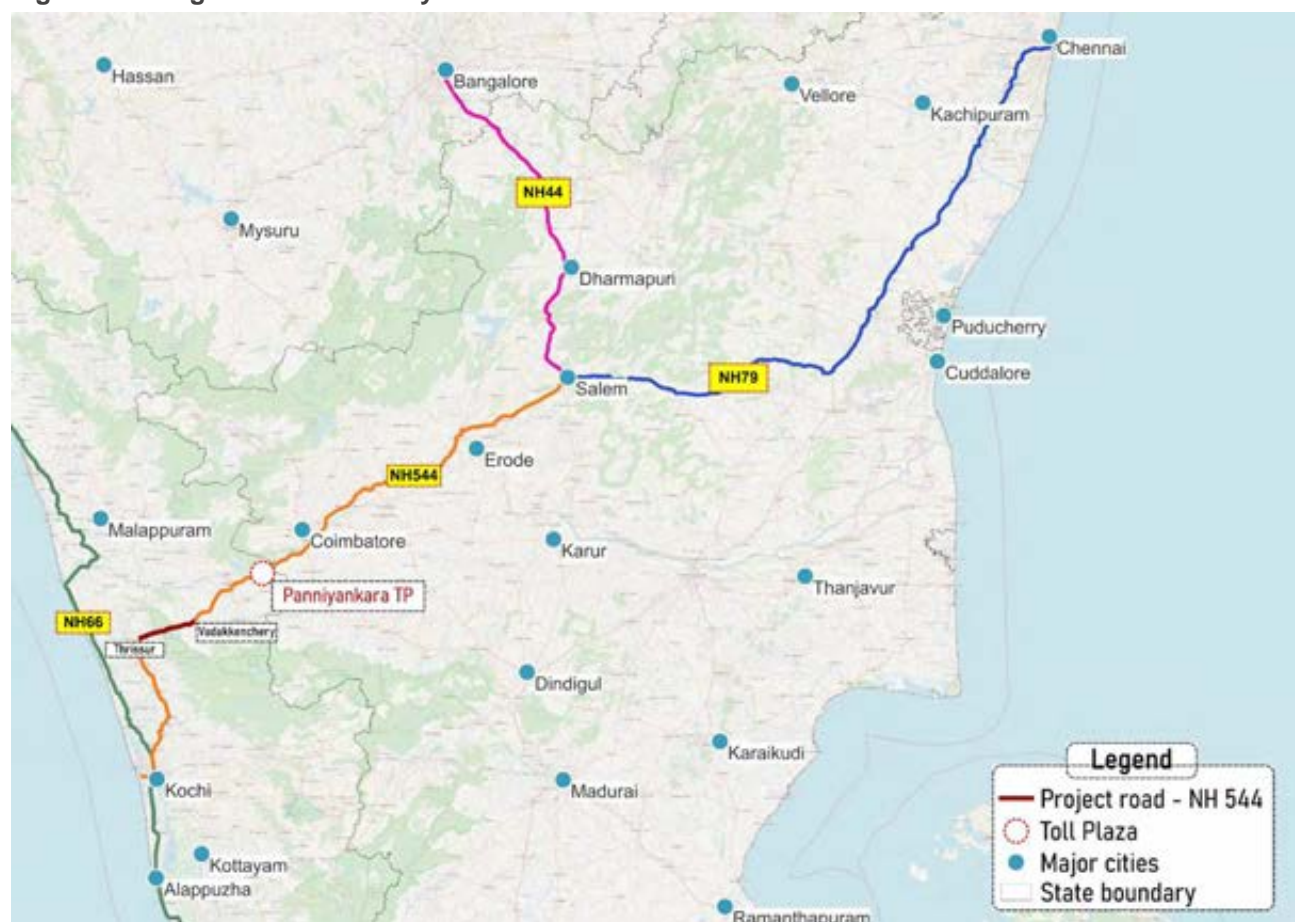 Hassan
Bangalore
Chennai
Vellore
Kachipuram
NH44
Mysuru
Dharmapuri
Puducherry
Cuddalore
Salem
NH79
Erode
NH544
Malappuram
Coimbatore
Karur
Thanjavur
Panniyankara TP
NH66
Vadakkenchery
Thrissur
Dindigul
Karaikudi
Kochi
Madurai
Kottayam
Alappuzha
Ramanthapuram
Legend
Project road - NH 544
Toll Plaza
Major cities
State boundary